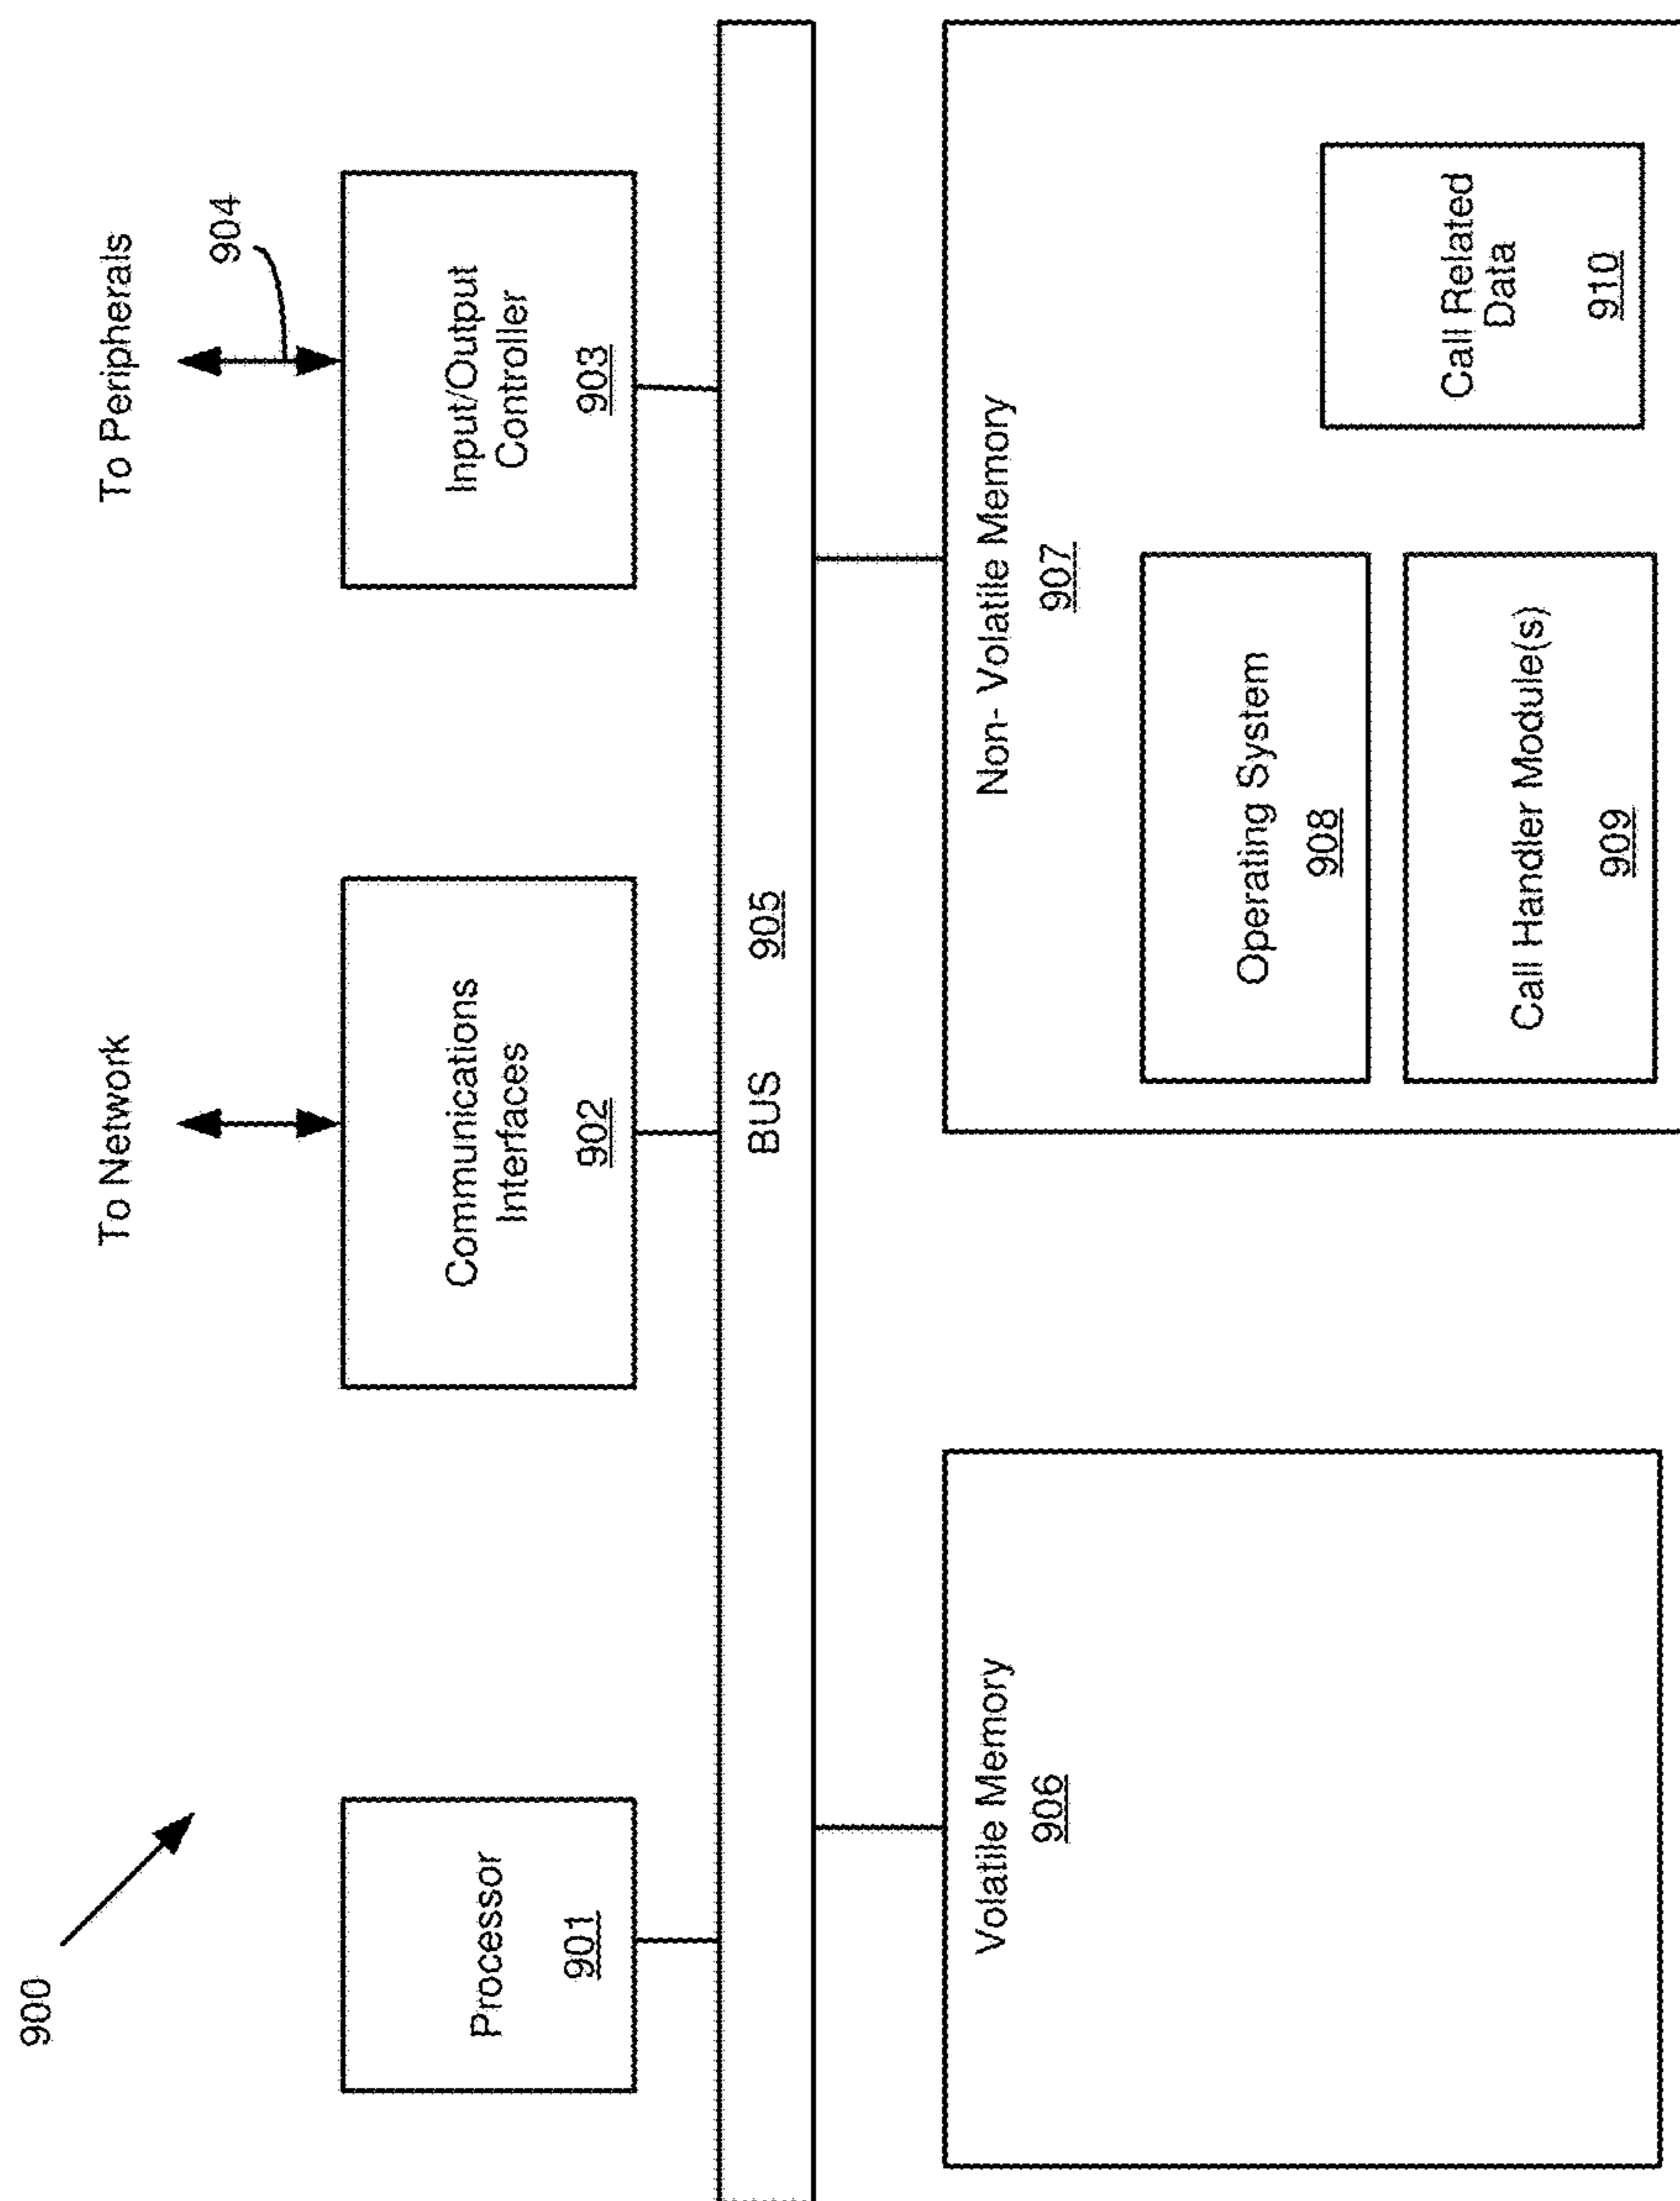 900
To Network
To Peripherals
904
Processor
901
Communications
Interfaces
902
Input/Output
Controller
903
BUS 905
Volatile Memory
906
Non- Volatile Memory
907
Operating System
908
Call Handler Module(s)
909
Call Related
Data
910